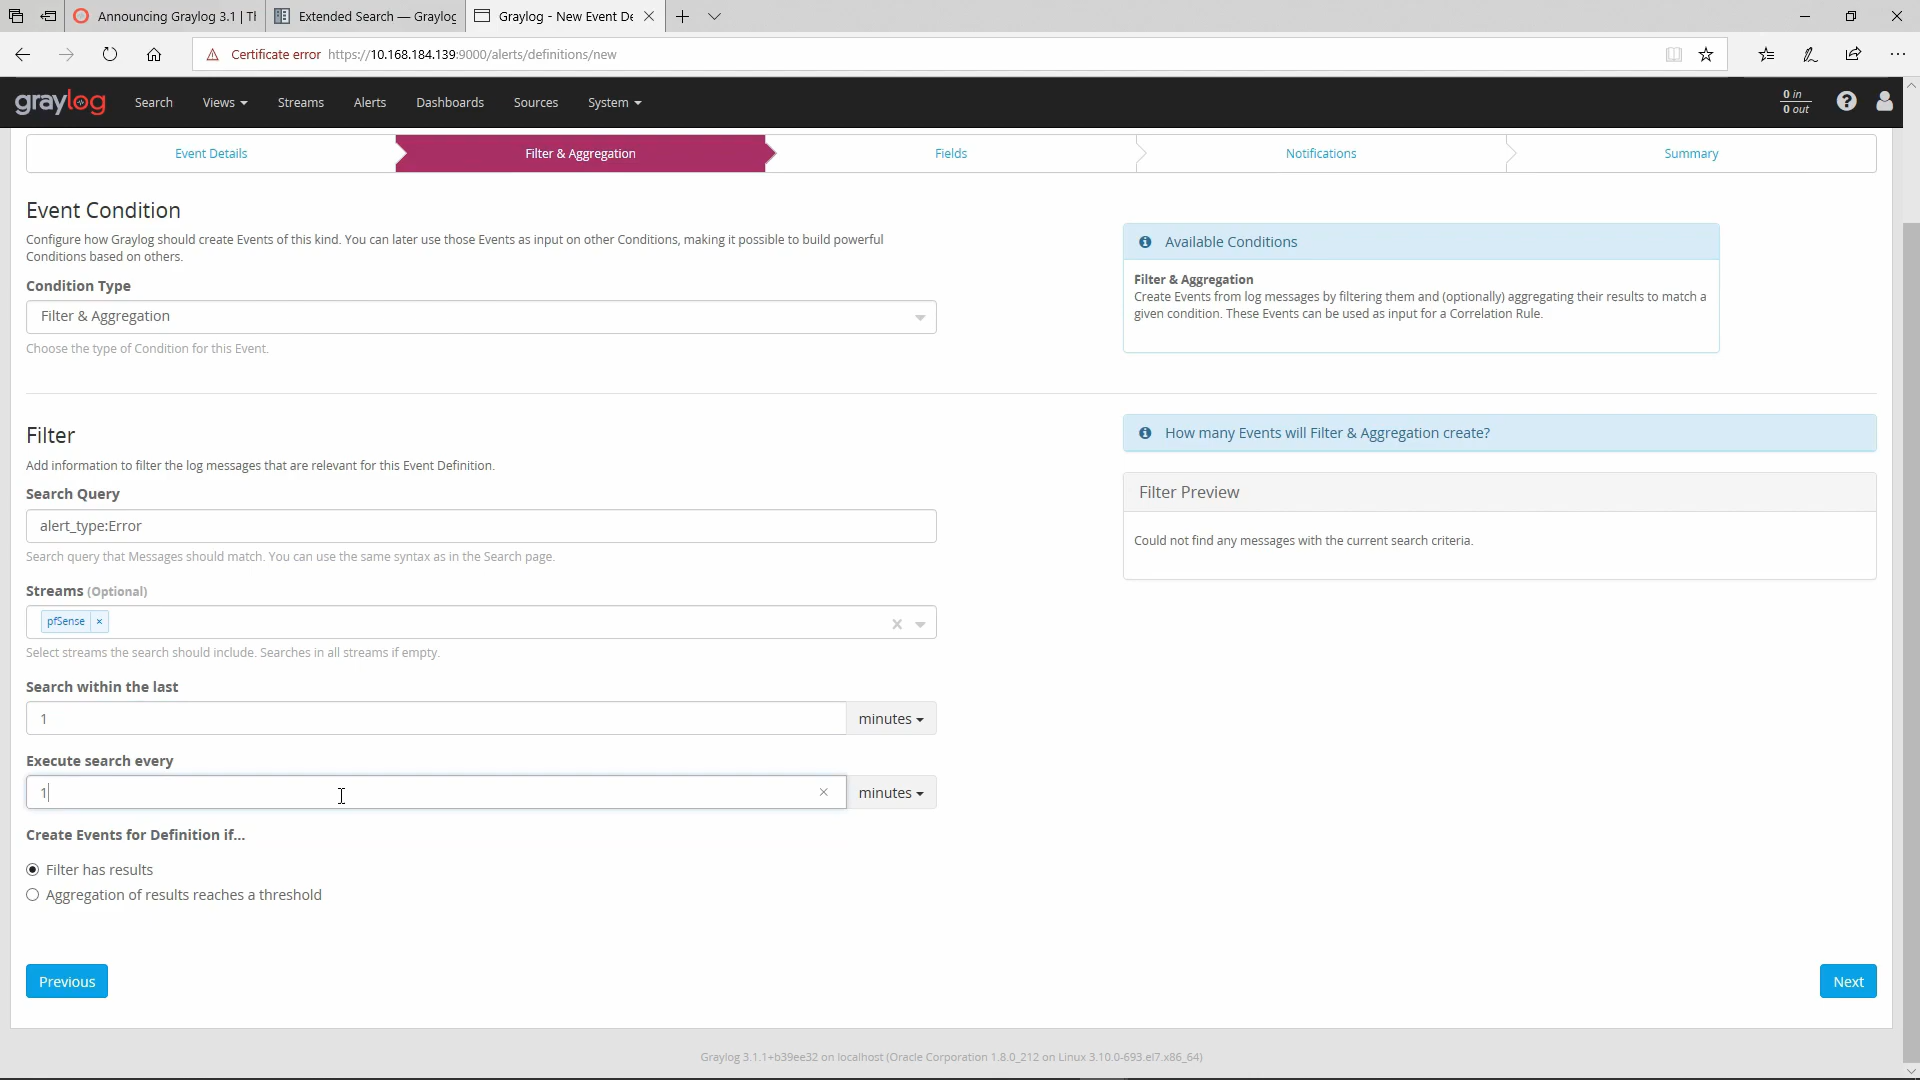 Announcing Graylog 3.1 | Th
Extended Search — Graylog
Graylog - New Event De
Certificate error https://10.168.184.139:9000/alerts/definitions/new
graylog Search Views Streams Alerts Dashboards Sources System
0 in
0 out
Event Details Filter & Aggregation Fields Notifications Summary
Event Condition
Configure how Graylog should create Events of this kind. You can later use those Events as input on other Conditions, making it possible to build powerful
Conditions based on others.
Condition Type
Filter & Aggregation
Choose the type of Condition for this Event.
Available Conditions
Filter & Aggregation
Create Events from log messages by filtering them and (optionally) aggregating their results to match a
given condition. These Events can be used as input for a Correlation Rule.
Filter
Add information to filter the log messages that are relevant for this Event Definition.
Search Query
alert_type:Error
Search query that Messages should match. You can use the same syntax as in the Search page.
Streams (Optional)
pfSense ×
Select streams the search should include. Searches in all streams if empty.
Search within the last
1 minutes
Execute search every
1 minutes
Create Events for Definition if...
Filter has results
Aggregation of results reaches a threshold
How many Events will Filter & Aggregation create?
Filter Preview
Could not find any messages with the current search criteria.
Previous
Next
Graylog 3.1.1+b39ee32 on localhost (Oracle Corporation 1.8.0_212 on Linux 3.10.0-693.el7.x86_64)